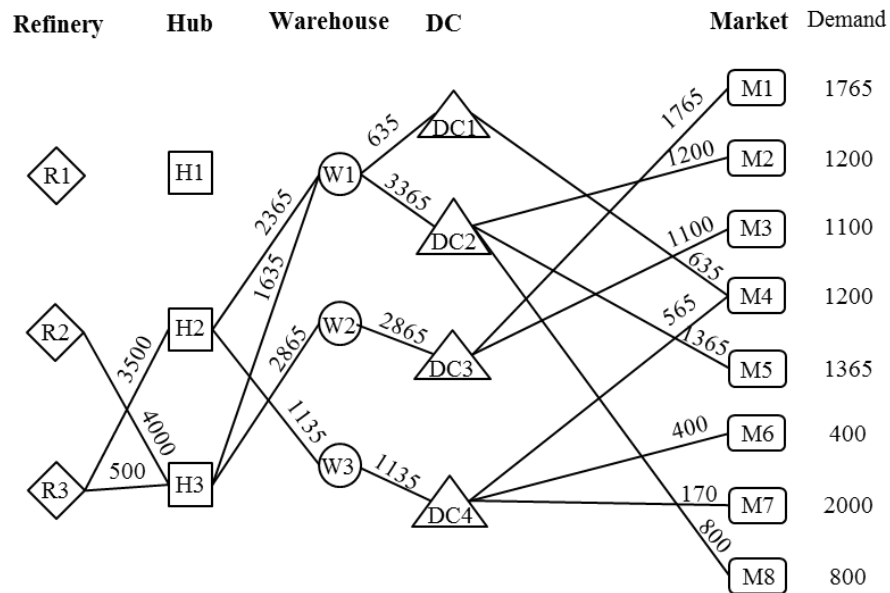 Refinery Hub Warehouse DC Market Demand
M1 1765
1765
635
DC1
1200
M2 1200
R1 H1 W1
3365
2365
DC2
1100
M3 1100
1635
635
M4 1200
565
R2 H2 W2
2865
3500
2865
1365
DC3
M5 1365
4000
1135
400
M6 400
500
W3
1135
R3 H3
170
M7 2000
DC4
800
M8 800